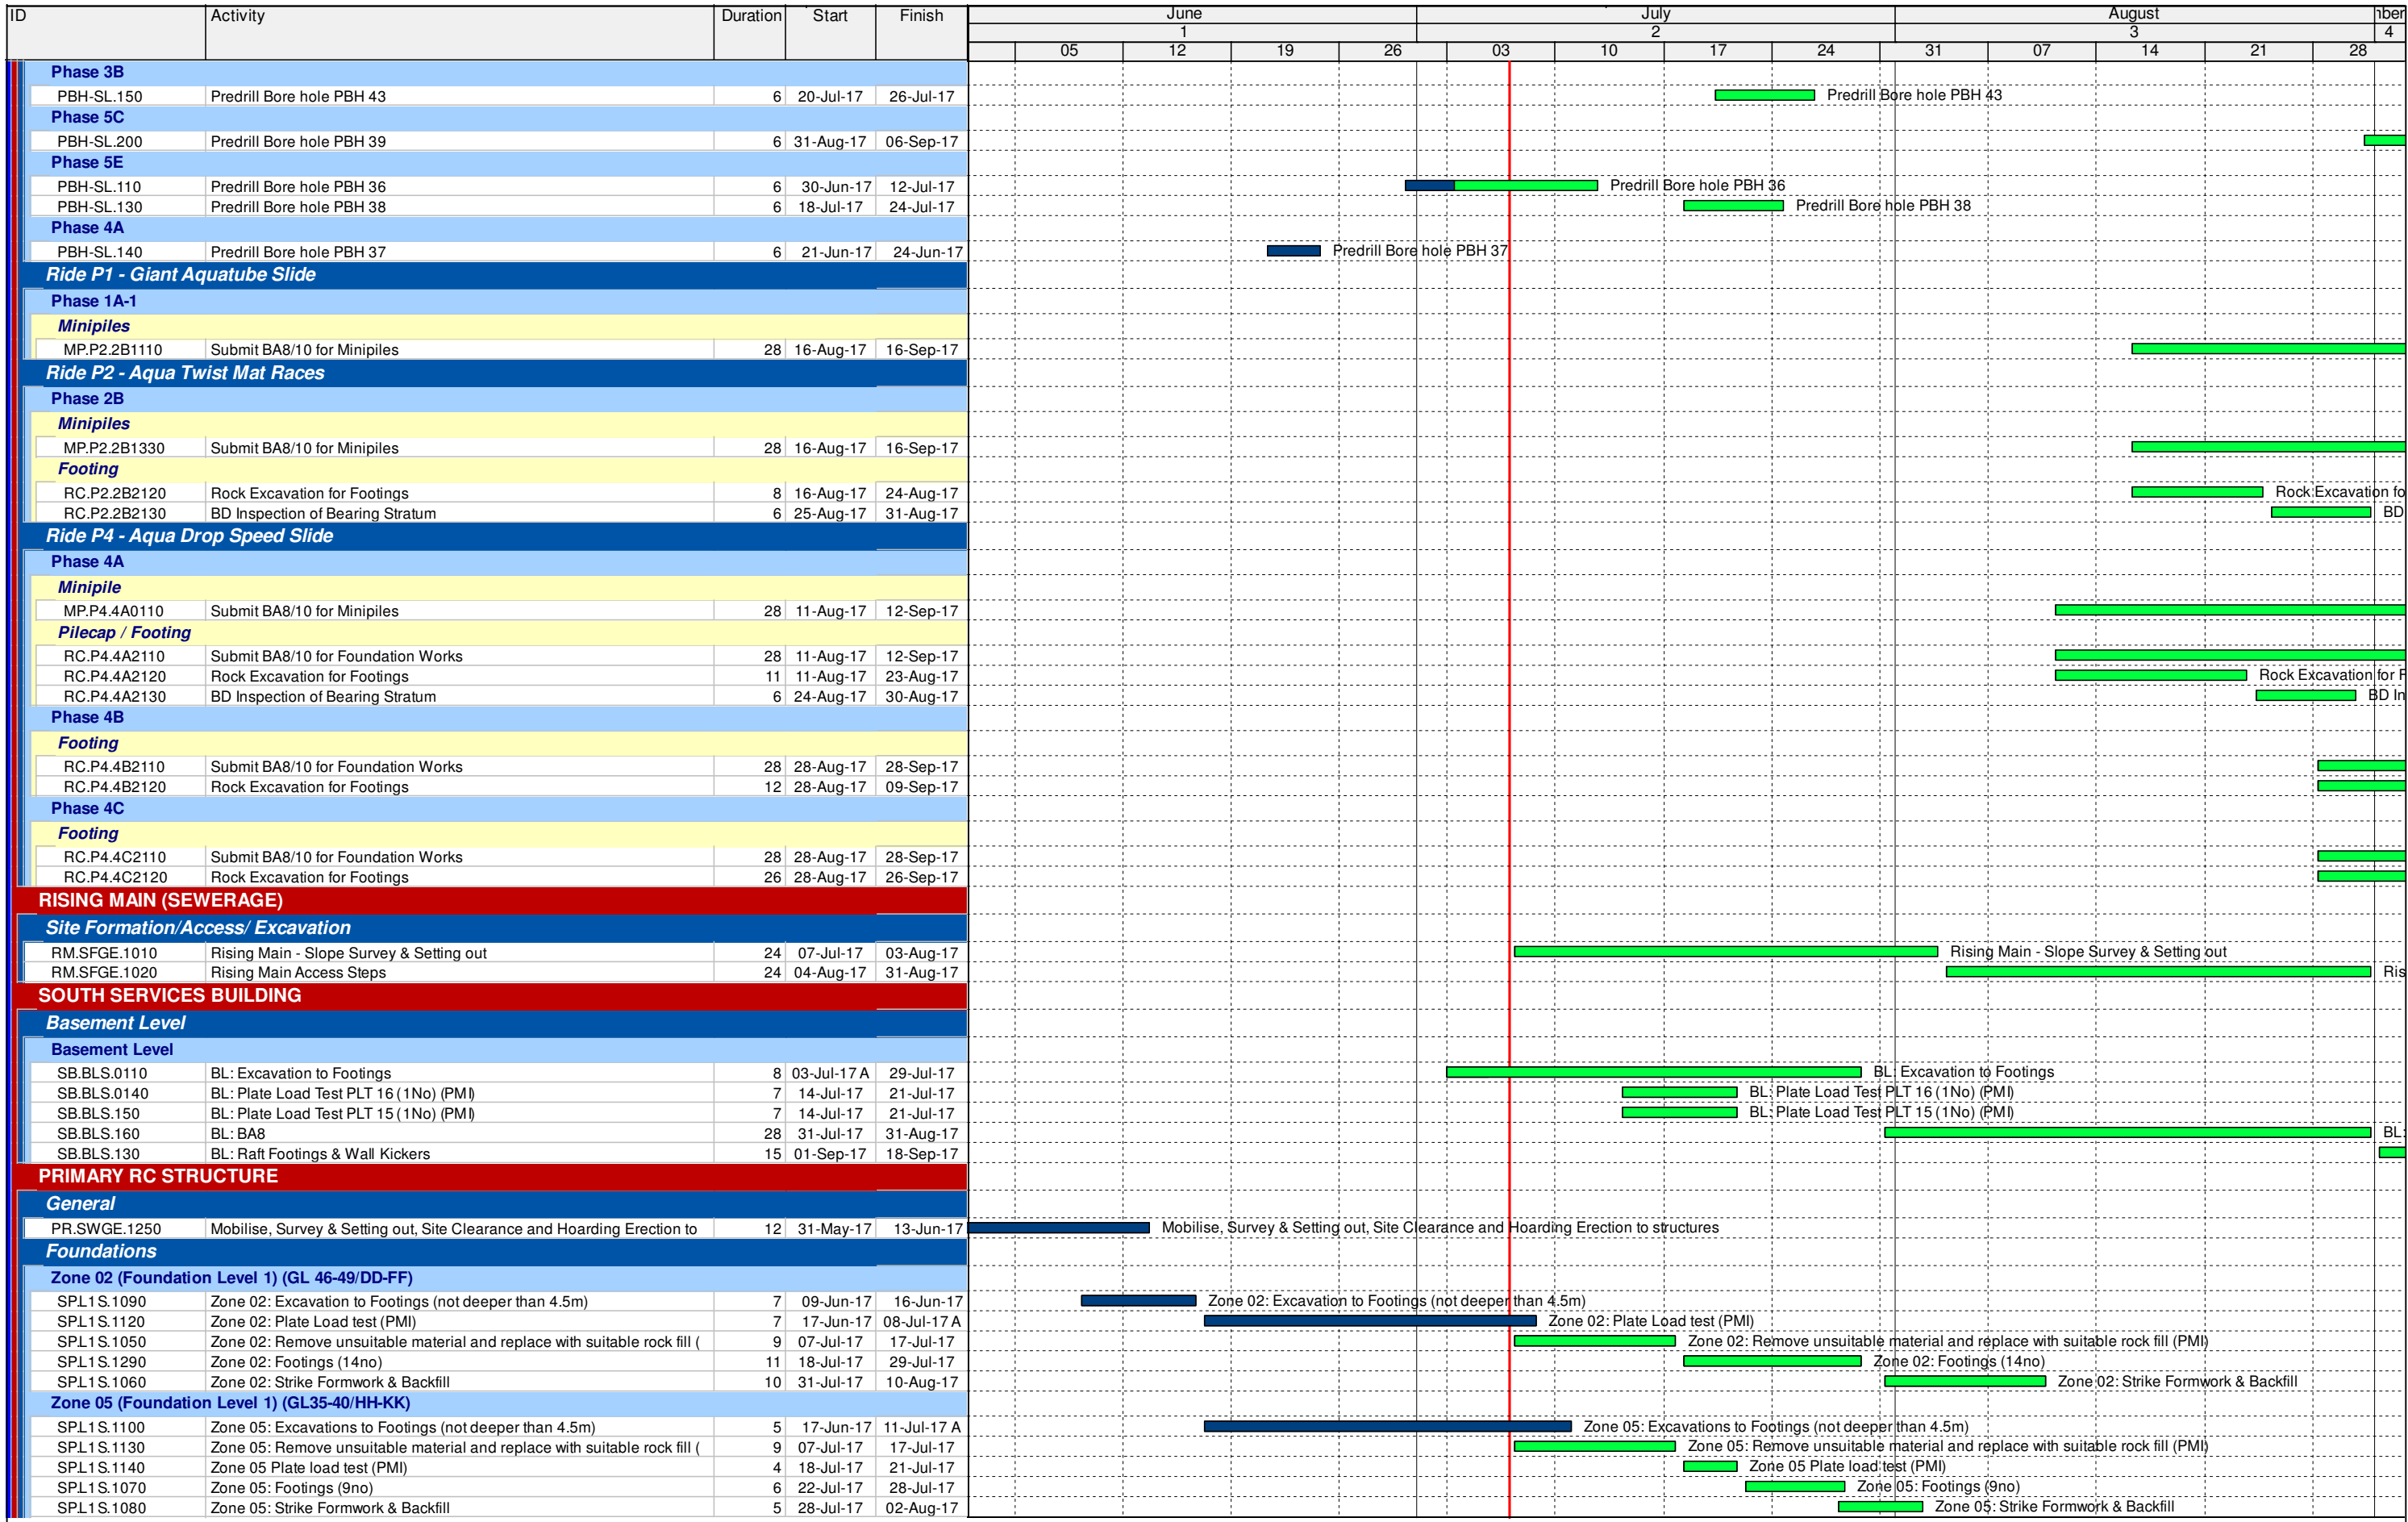 ID Activity Duration Start Finish June July August nber
1 2 3 4
05 12 19 26 03 10 17 24 31 07 14 21 28
Phase 3B
PBH-SL.150 Predrill Bore hole PBH 43 6 20-Jul-17 26-Jul-17 Predrill Bore hole PBH 43
Phase 5C
PBH-SL.200 Predrill Bore hole PBH 39 6 31-Aug-17 06-Sep-17
Phase 5E
PBH-SL.110 Predrill Bore hole PBH 36 6 30-Jun-17 12-Jul-17 Predrill Bore hole PBH 36
PBH-SL.130 Predrill Bore hole PBH 38 6 18-Jul-17 24-Jul-17 Predrill Bore hole PBH 38
Phase 4A
PBH-SL.140 Predrill Bore hole PBH 37 6 21-Jun-17 24-Jun-17 Predrill Bore hole PBH 37
Ride P1 - Giant Aquatube Slide
Phase 1A-1
Minipiles
MP.P2.2B1110 Submit BA8/10 for Minipiles 28 16-Aug-17 16-Sep-17
Ride P2 - Aqua Twist Mat Races
Phase 2B
Minipiles
MP.P2.2B1330 Submit BA8/10 for Minipiles 28 16-Aug-17 16-Sep-17
Footing
RC.P2.2B2120 Rock Excavation for Footings 8 16-Aug-17 24-Aug-17 Rock Excavation fo
RC.P2.2B2130 BD Inspection of Bearing Stratum 6 25-Aug-17 31-Aug-17 BD
Ride P4 - Aqua Drop Speed Slide
Phase 4A
Minipile
MP.P4.4A0110 Submit BA8/10 for Minipiles 28 11-Aug-17 12-Sep-17
Pilecap / Footing
RC.P4.4A2110 Submit BA8/10 for Foundation Works 28 11-Aug-17 12-Sep-17
RC.P4.4A2120 Rock Excavation for Footings 11 11-Aug-17 23-Aug-17 Rock Excavation for F
RC.P4.4A2130 BD Inspection of Bearing Stratum 6 24-Aug-17 30-Aug-17 BD In
Phase 4B
Footing
RC.P4.4B2110 Submit BA8/10 for Foundation Works 28 28-Aug-17 28-Sep-17
RC.P4.4B2120 Rock Excavation for Footings 12 28-Aug-17 09-Sep-17
Phase 4C
Footing
RC.P4.4C2110 Submit BA8/10 for Foundation Works 28 28-Aug-17 28-Sep-17
RC.P4.4C2120 Rock Excavation for Footings 26 28-Aug-17 26-Sep-17
RISING MAIN (SEWERAGE)
Site Formation/Access/ Excavation
RM.SFGE.1010 Rising Main - Slope Survey & Setting out 24 07-Jul-17 03-Aug-17 Rising Main - Slope Survey & Setting out
RM.SFGE.1020 Rising Main Access Steps 24 04-Aug-17 31-Aug-17 Ris
SOUTH SERVICES BUILDING
Basement Level
Basement Level
SB.BLS.0110 BL: Excavation to Footings 8 03-Jul-17 A 29-Jul-17 BL: Excavation to Footings
SB.BLS.0140 BL: Plate Load Test PLT 16 (1No) (PMI) 7 14-Jul-17 21-Jul-17 BL: Plate Load Test PLT 16 (1No) (PMI)
SB.BLS.150 BL: Plate Load Test PLT 15 (1No) (PMI) 7 14-Jul-17 21-Jul-17 BL: Plate Load Test PLT 15 (1No) (PMI)
SB.BLS.160 BL: BA8 28 31-Jul-17 31-Aug-17 BL:
SB.BLS.130 BL: Raft Footings & Wall Kickers 15 01-Sep-17 18-Sep-17
PRIMARY RC STRUCTURE
General
PR.SWGE.1250 Mobilise, Survey & Setting out, Site Clearance and Hoarding Erection to 12 31-May-17 13-Jun-17 Mobilise, Survey & Setting out, Site Clearance and Hoarding Erection to structures
Foundations
Zone 02 (Foundation Level 1) (GL 46-49/DD-FF)
SP.L1S.1090 Zone 02: Excavation to Footings (not deeper than 4.5m) 7 09-Jun-17 16-Jun-17 Zone 02: Excavation to Footings (not deeper than 4.5m)
SP.L1S.1120 Zone 02: Plate Load test (PMI) 7 17-Jun-17 08-Jul-17 A Zone 02: Plate Load test (PMI)
SP.L1S.1050 Zone 02: Remove unsuitable material and replace with suitable rock fill ( 9 07-Jul-17 17-Jul-17 Zone 02: Remove unsuitable material and replace with suitable rock fill (PMI)
SP.L1S.1290 Zone 02: Footings (14no) 11 18-Jul-17 29-Jul-17 Zone 02: Footings (14no)
SP.L1S.1060 Zone 02: Strike Formwork & Backfill 10 31-Jul-17 10-Aug-17 Zone 02: Strike Formwork & Backfill
Zone 05 (Foundation Level 1) (GL35-40/HH-KK)
SP.L1S.1100 Zone 05: Excavations to Footings (not deeper than 4.5m) 5 17-Jun-17 11-Jul-17 A Zone 05: Excavations to Footings (not deeper than 4.5m)
SP.L1S.1130 Zone 05: Remove unsuitable material and replace with suitable rock fill ( 9 07-Jul-17 17-Jul-17 Zone 05: Remove unsuitable material and replace with suitable rock fill (PMI)
SP.L1S.1140 Zone 05 Plate load test (PMI) 4 18-Jul-17 21-Jul-17 Zone 05 Plate load test (PMI)
SP.L1S.1070 Zone 05: Footings (9no) 6 22-Jul-17 28-Jul-17 Zone 05: Footings (9no)
SP.L1S.1080 Zone 05: Strike Formwork & Backfill 5 28-Jul-17 02-Aug-17 Zone 05: Strike Formwork & Backfill